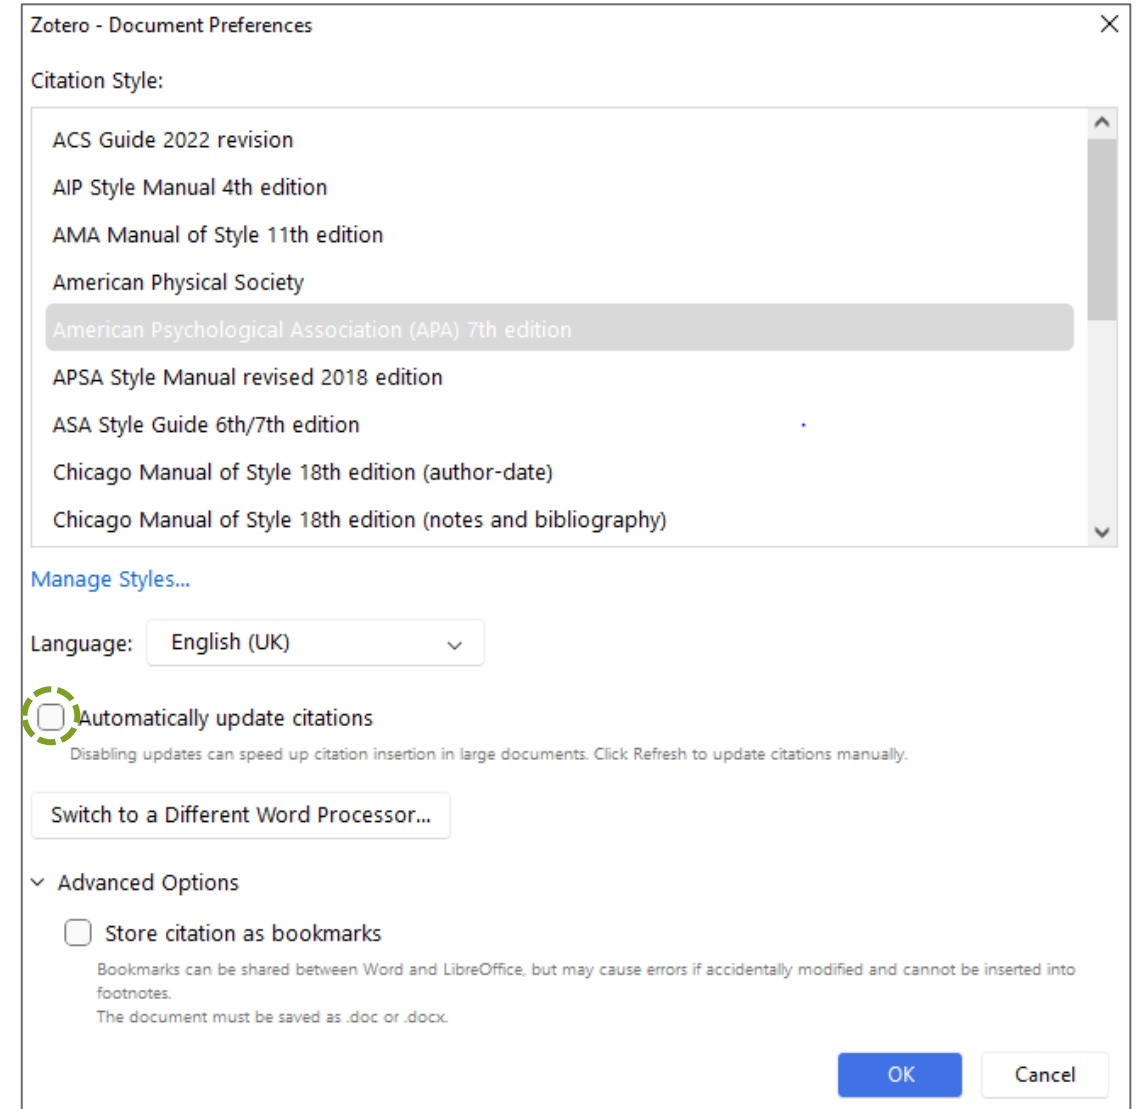 Zotero - Document Preferences
Citation Style:
ACS Guide 2022 revision
AIP Style Manual 4th edition
AMA Manual of Style 11th edition
American Physical Society
American Psychological Association (APA) 7th edition
APSA Style Manual revised 2018 edition
ASA Style Guide 6th/7th edition
Chicago Manual of Style 18th edition (author-date)
Chicago Manual of Style 18th edition (notes and bibliography)
Manage Styles...
Language: English (UK)
Automatically update citations
Disabling updates can speed up citation insertion in large documents. Click Refresh to update citations manually.
Switch to a Different Word Processor...
Advanced Options
Store citation as bookmarks
Bookmarks can be shared between Word and LibreOffice, but may cause errors if accidentally modified and cannot be inserted into
footnotes.
The document must be saved as .doc or .docx.
OK Cancel